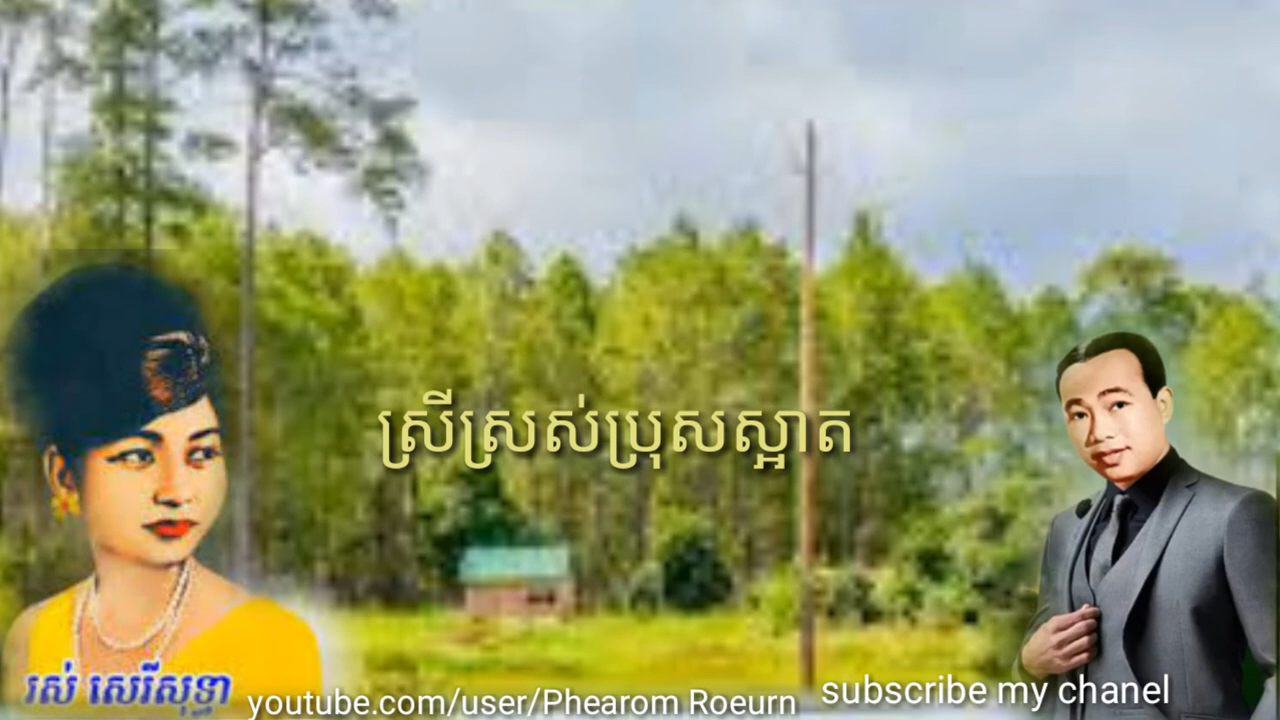 ស្រីស្រស់ប្រុសស្អាត
រស់ សេរីសុទ្ធា
youtube.com/user/Phearom Roeurn
subscribe my chanel